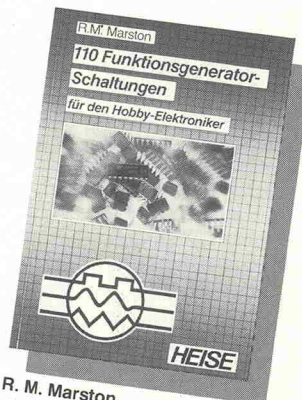 R.M. Marston
110 Funktionsgenerator-
Schaltungen
für den Hobby-Elektroniker
HEISE
R. M. Marston